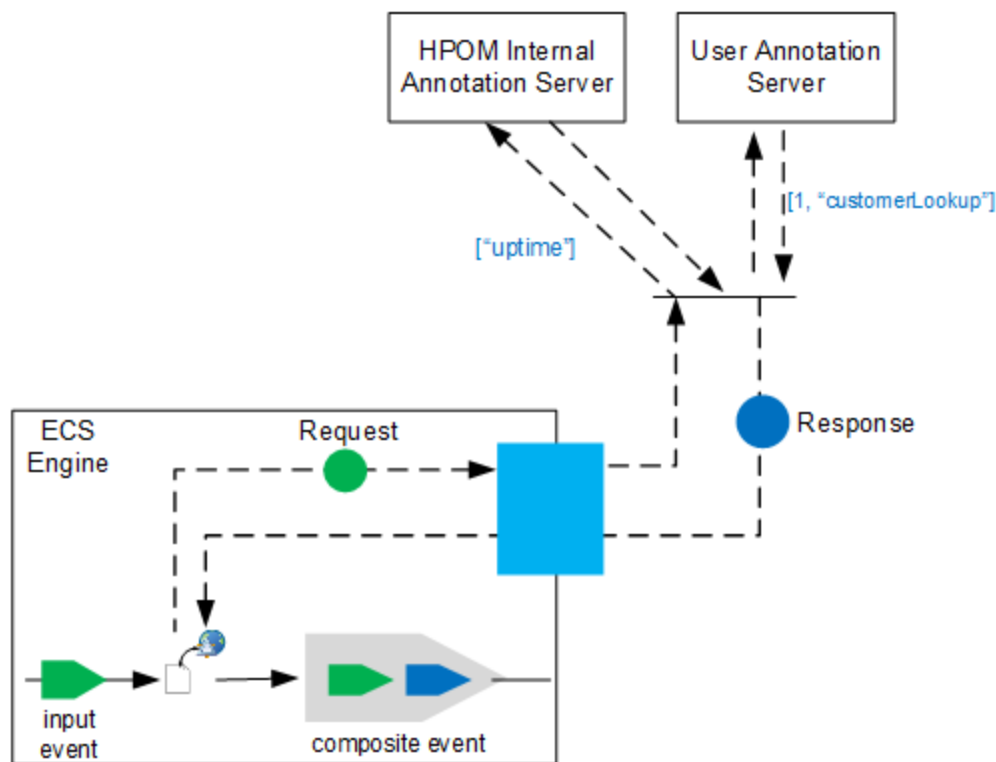 HPOM Internal
Annotation Server
User Annotation
Server
[1, “customerLookup”]
[“uptime”]
ECS
Engine
Request
Response
input
event
composite event